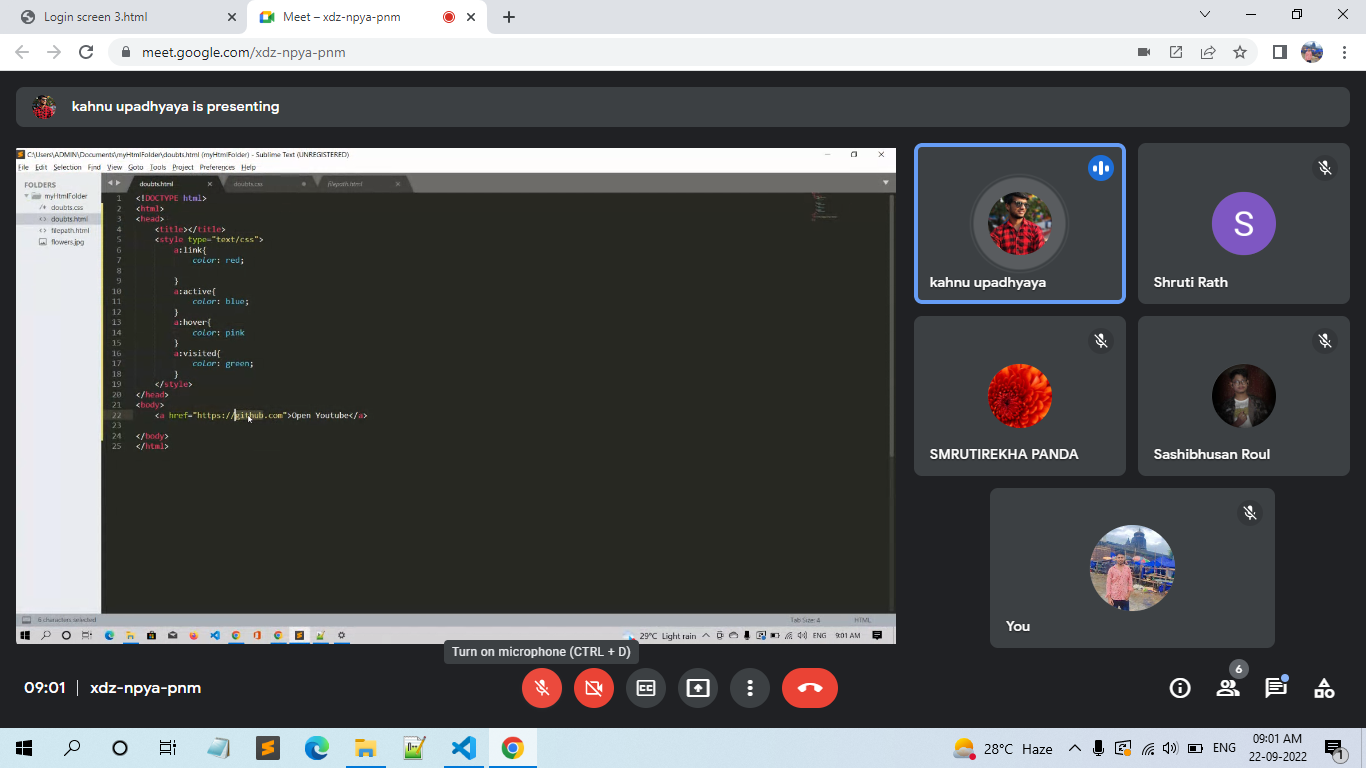 Login screen 3.html
Meet – xdz-npya-pnm
meet.google.com/xdz-npya-pnm
kahnu upadhyaya is presenting
C:\Users\ADMIN\Documents\myHtmlFolder\doubts.html (myHtmlFolder) - Sublime Text (UNREGISTERED)
File Edit Selection Find View Goto Tools Project Preferences Help
FOLDERS
myHtmlFolder
doubts.css
doubts.html
filepath.html
flowers.jpg
doubts.html
doubts.css
filepath.html
1 <!DOCTYPE html>
2 <html>
3 <head>
4 <title></title>
5 <style type="text/css">
6 a:link{
7 color: red;
8
9 }
10 a:active{
11 color: blue;
12 }
13 a:hover{
14 color: pink
15 }
16 a:visited{
17 color: green;
18 }
19 </style>
20 </head>
21 <body>
22 <a href="https://github.com">Open Youtube</a>
23
24 </body>
25 </html>
6 characters selected
Tab Size: 4
HTML
29°C Light rain
ENG
9:01 AM
kahnu upadhyaya
S
Shruti Rath
SMRUTIREKHA PANDA
Sashibhusan Roul
You
Turn on microphone (CTRL + D)
09:01 | xdz-npya-pnm
6
28°C Haze
ENG
09:01 AM
22-09-2022
1